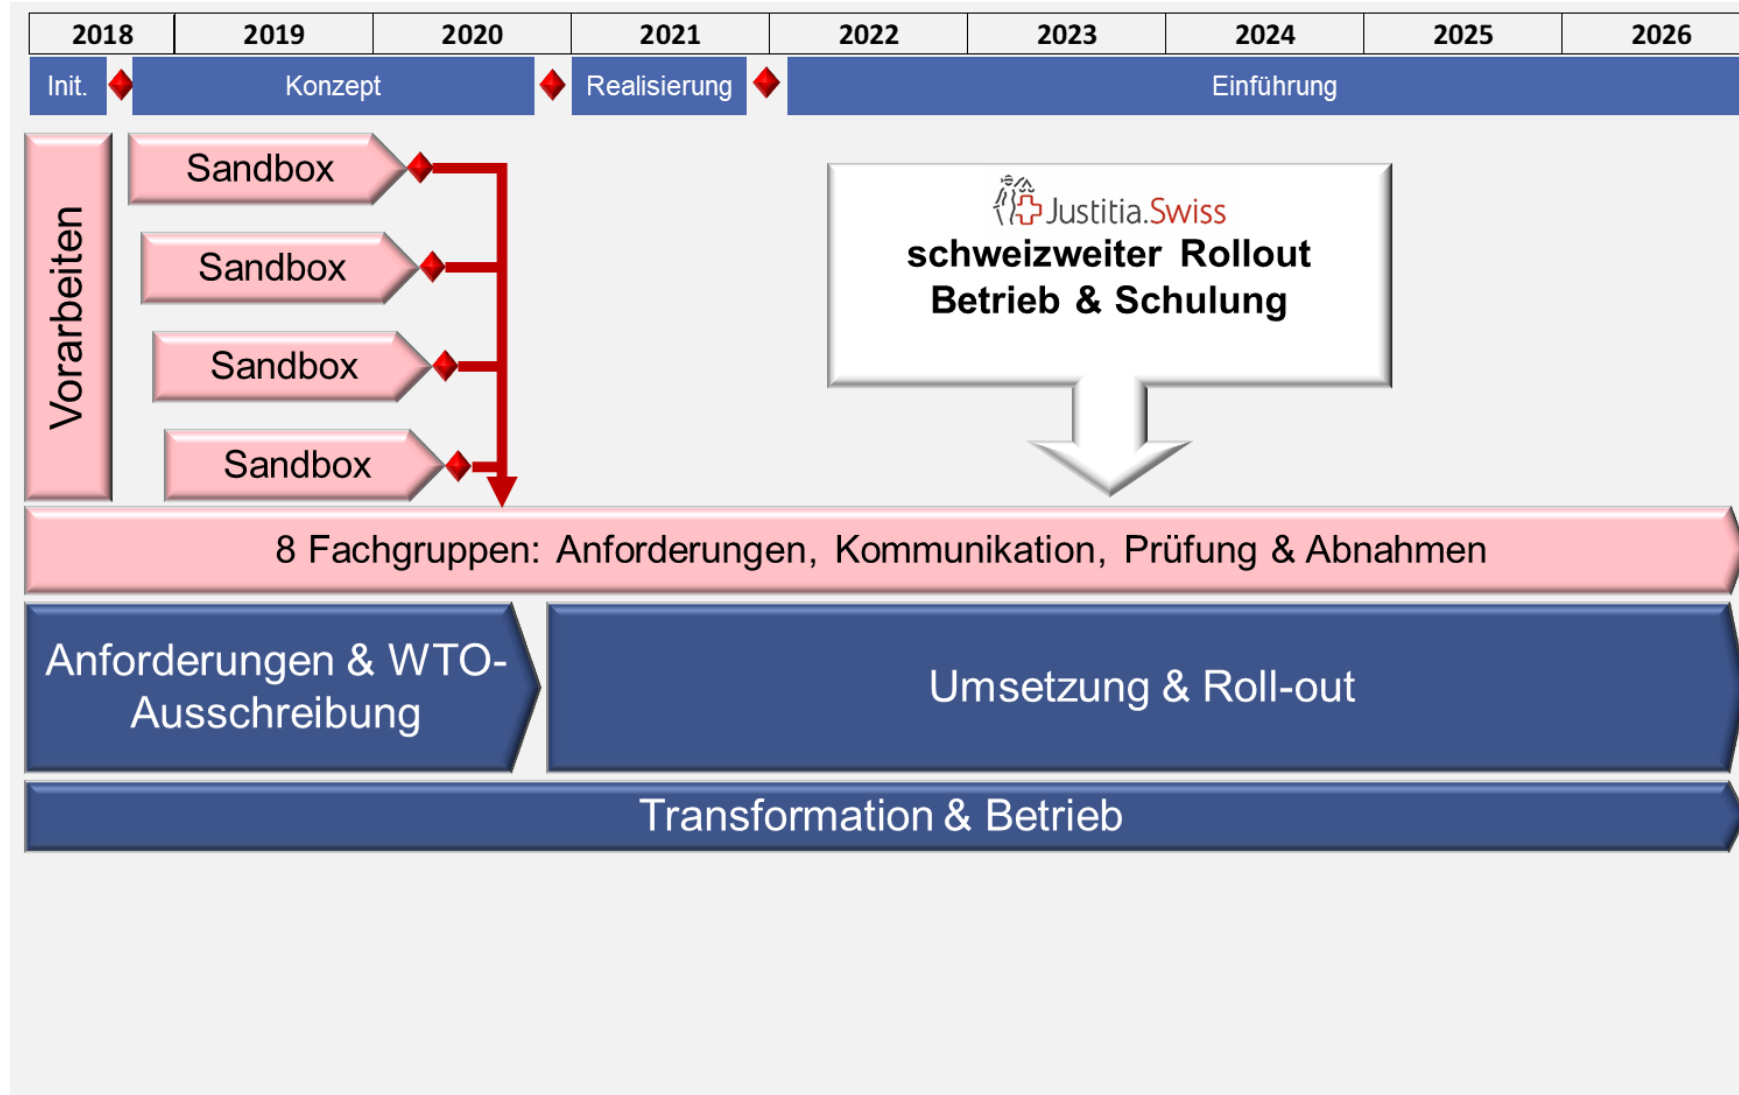 2018 2019 2020 2021 2022 2023 2024 2025 2026
Init. Konzept Realisierung Einführung
Vorarbeiten
Sandbox
Sandbox
Sandbox
Sandbox
Justitia.Swiss
schweizweiter Rollout
Betrieb & Schulung
8 Fachgruppen: Anforderungen, Kommunikation, Prüfung & Abnahmen
Anforderungen & WTO-
Ausschreibung
Umsetzung & Roll-out
Transformation & Betrieb